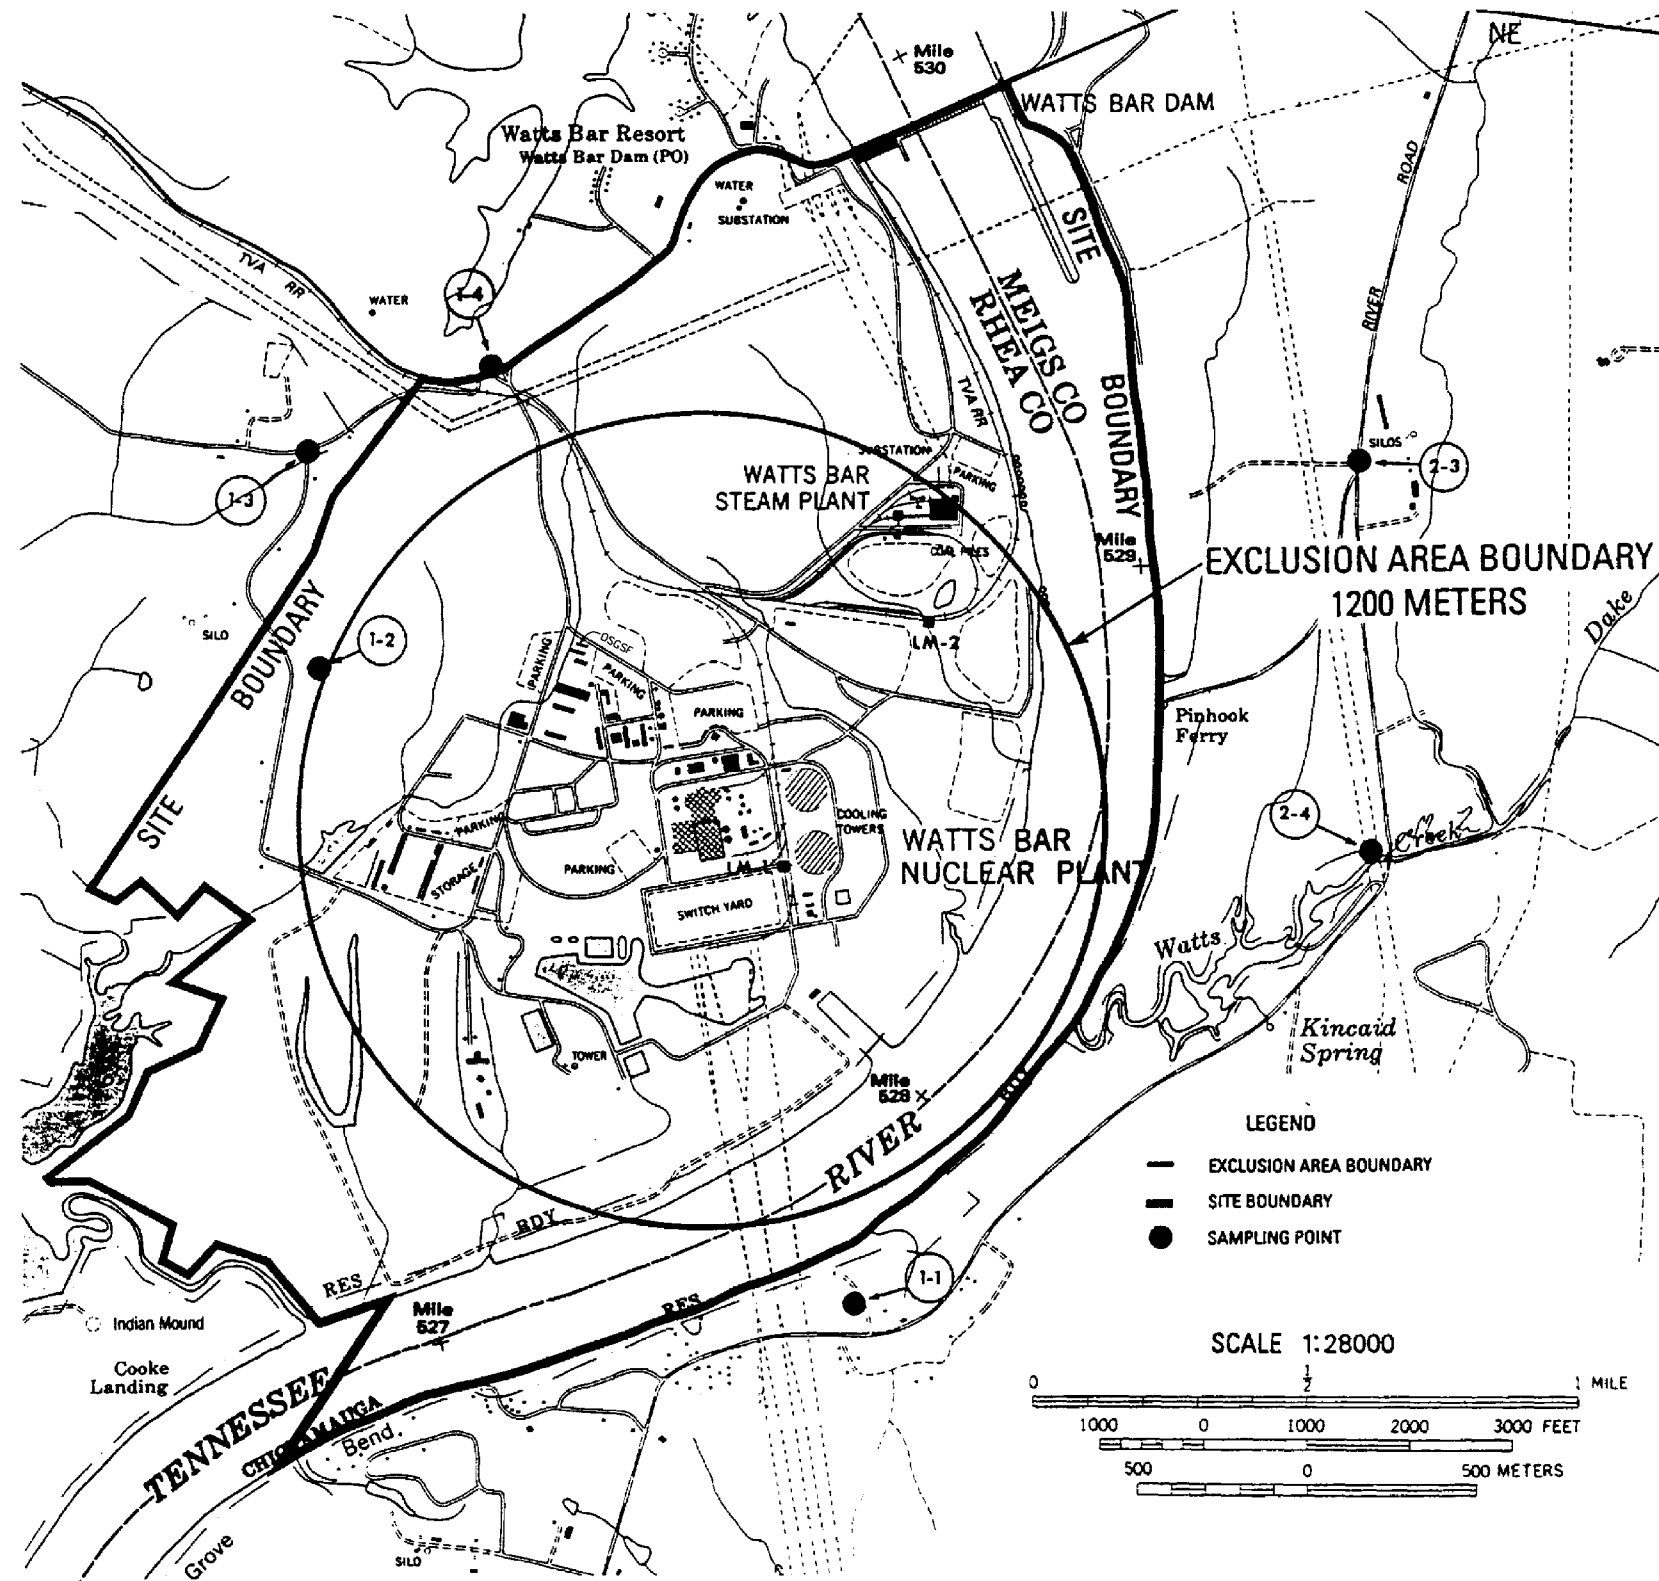 NE
Mile
530
WATTS BAR DAM
Watts Bar Resort
Watts Bar Dam (PO)
ROAD
WATER
SUBSTATION
SITE
TVA
RR
1-4
WATER
MEIGS CO
RHEA CO
RIVER
TVA RR
BOUNDARY
SUBSTATION
SILOS
2-3
1-3
WATTS BAR
STEAM PLANT
PARKING
COAL PILES
Mile
529
EXCLUSION AREA BOUNDARY
1200 METERS
Dake
SILO
BOUNDARY
1-2
LM-2
OSGSF
PARKING
PARKING
PARKING
Pinhook
Ferry
SITE
PARKING
COOLING
TOWERS
2-4
Creek
WATTS BAR
NUCLEAR PLANT
PARKING
LM-1
STORAGE
SWITCH YARD
Watts
Kincaid
Spring
TOWER
Mile
528
BDY
RIVER
LEGEND
EXCLUSION AREA BOUNDARY
SITE BOUNDARY
SAMPLING POINT
BDY
RES
1-1
RES
Mile
527
Indian Mound
Cooke
Landing
SCALE 1:28000
0 1/2 1 MILE
1000 0 1000 2000 3000 FEET
500 0 500 METERS
TENNESSEE
CHICKAMAUGA
Bend
Grove
SILO